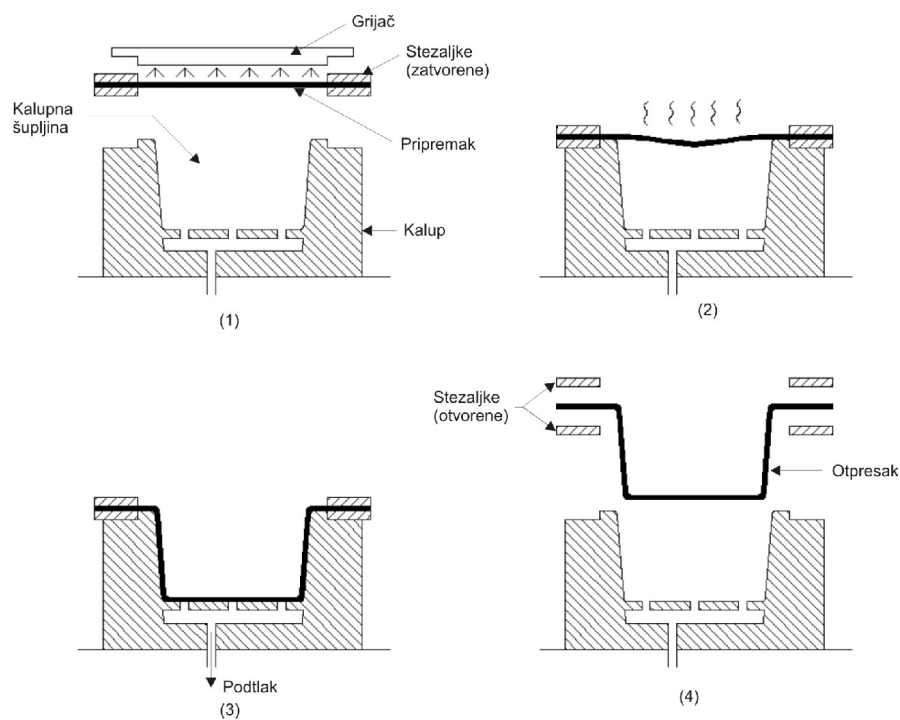 Grijač
Stezaljke
(zatvorene)
Kalupna
šupljina
Pripremak
Kalup
(1)
(2)
Stezaljke
(otvorene)
Otpresak
Podtlak
(3)
(4)